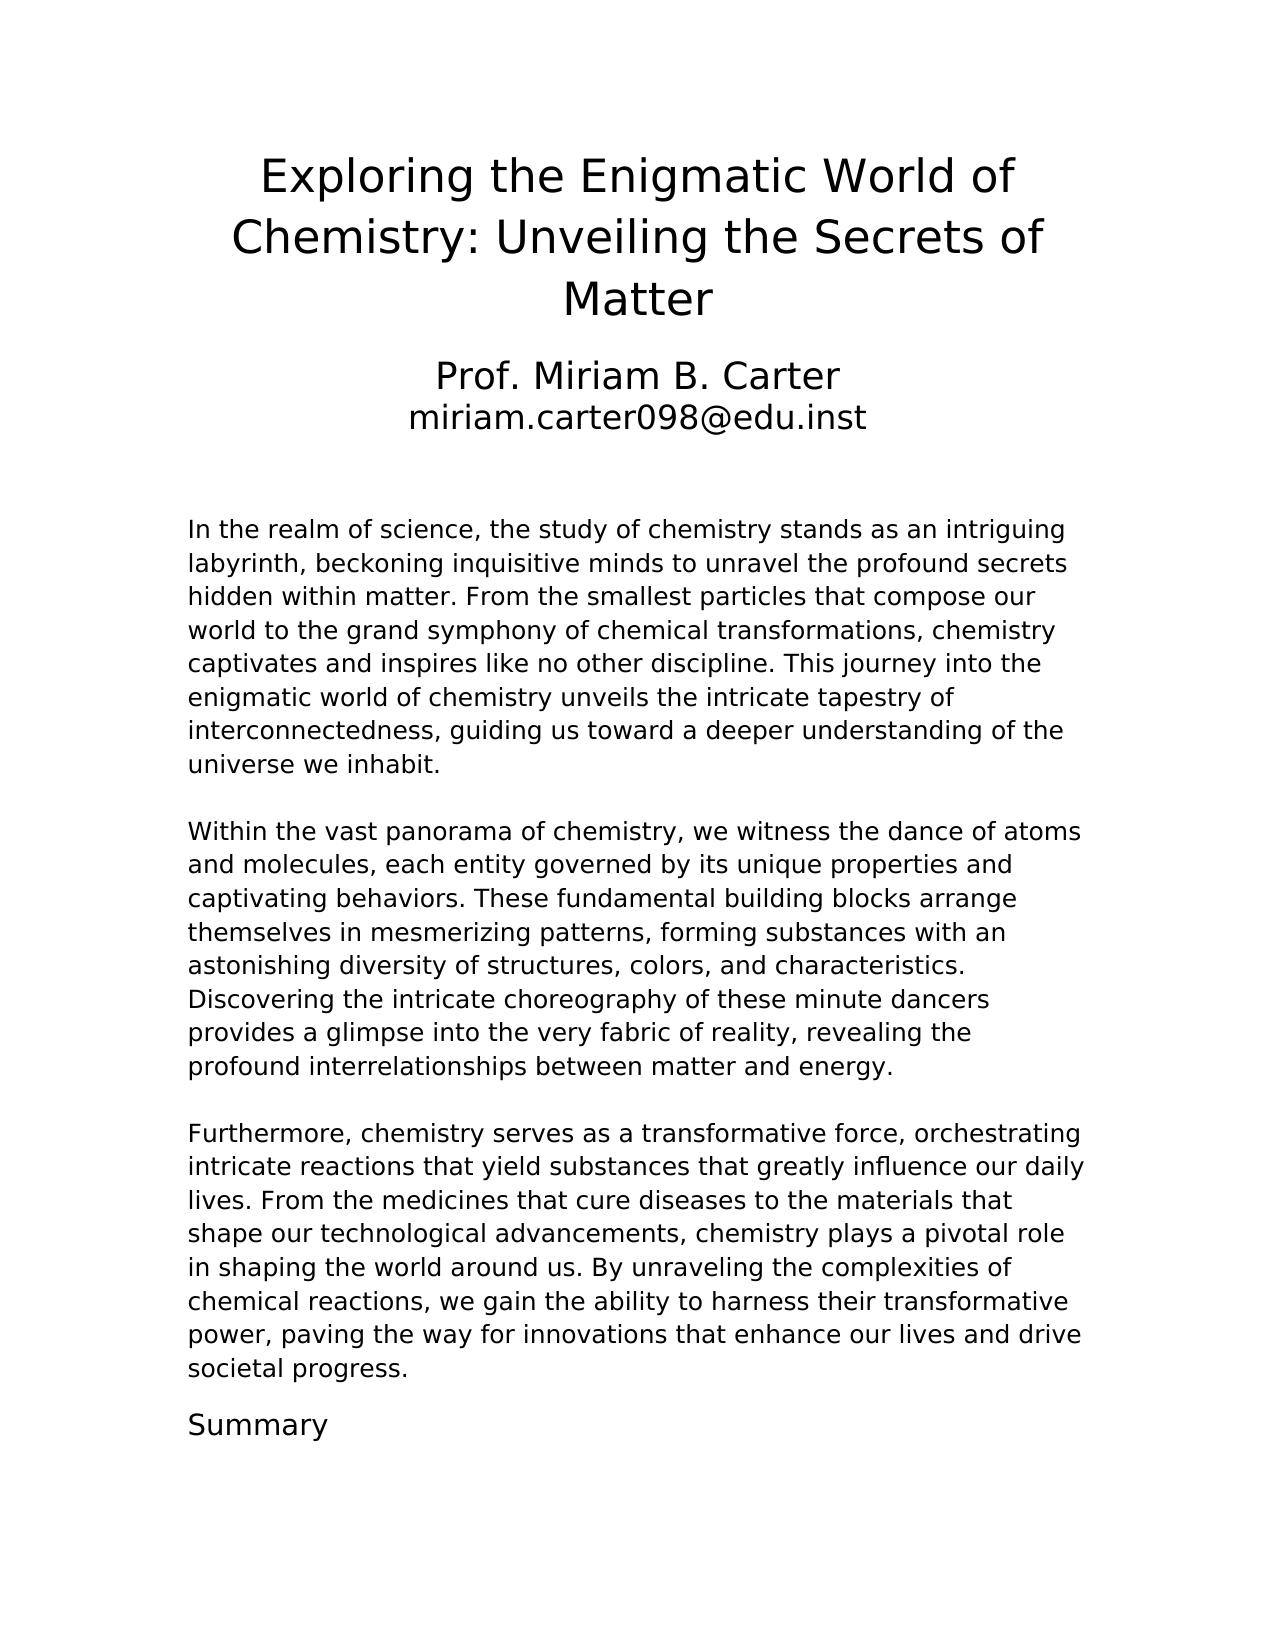 Exploring the Enigmatic World of
Chemistry: Unveiling the Secrets of
Matter
Prof. Miriam B. Carter
miriam.carter098@edu.inst
In the realm of science, the study of chemistry stands as an intriguing
labyrinth, beckoning inquisitive minds to unravel the profound secrets
hidden within matter. From the smallest particles that compose our
world to the grand symphony of chemical transformations, chemistry
captivates and inspires like no other discipline. This journey into the
enigmatic world of chemistry unveils the intricate tapestry of
interconnectedness, guiding us toward a deeper understanding of the
universe we inhabit.
Within the vast panorama of chemistry, we witness the dance of atoms
and molecules, each entity governed by its unique properties and
captivating behaviors. These fundamental building blocks arrange
themselves in mesmerizing patterns, forming substances with an
astonishing diversity of structures, colors, and characteristics.
Discovering the intricate choreography of these minute dancers
provides a glimpse into the very fabric of reality, revealing the
profound interrelationships between matter and energy.
Furthermore, chemistry serves as a transformative force, orchestrating
intricate reactions that yield substances that greatly influence our daily
lives. From the medicines that cure diseases to the materials that
shape our technological advancements, chemistry plays a pivotal role
in shaping the world around us. By unraveling the complexities of
chemical reactions, we gain the ability to harness their transformative
power, paving the way for innovations that enhance our lives and drive
societal progress.
Summary